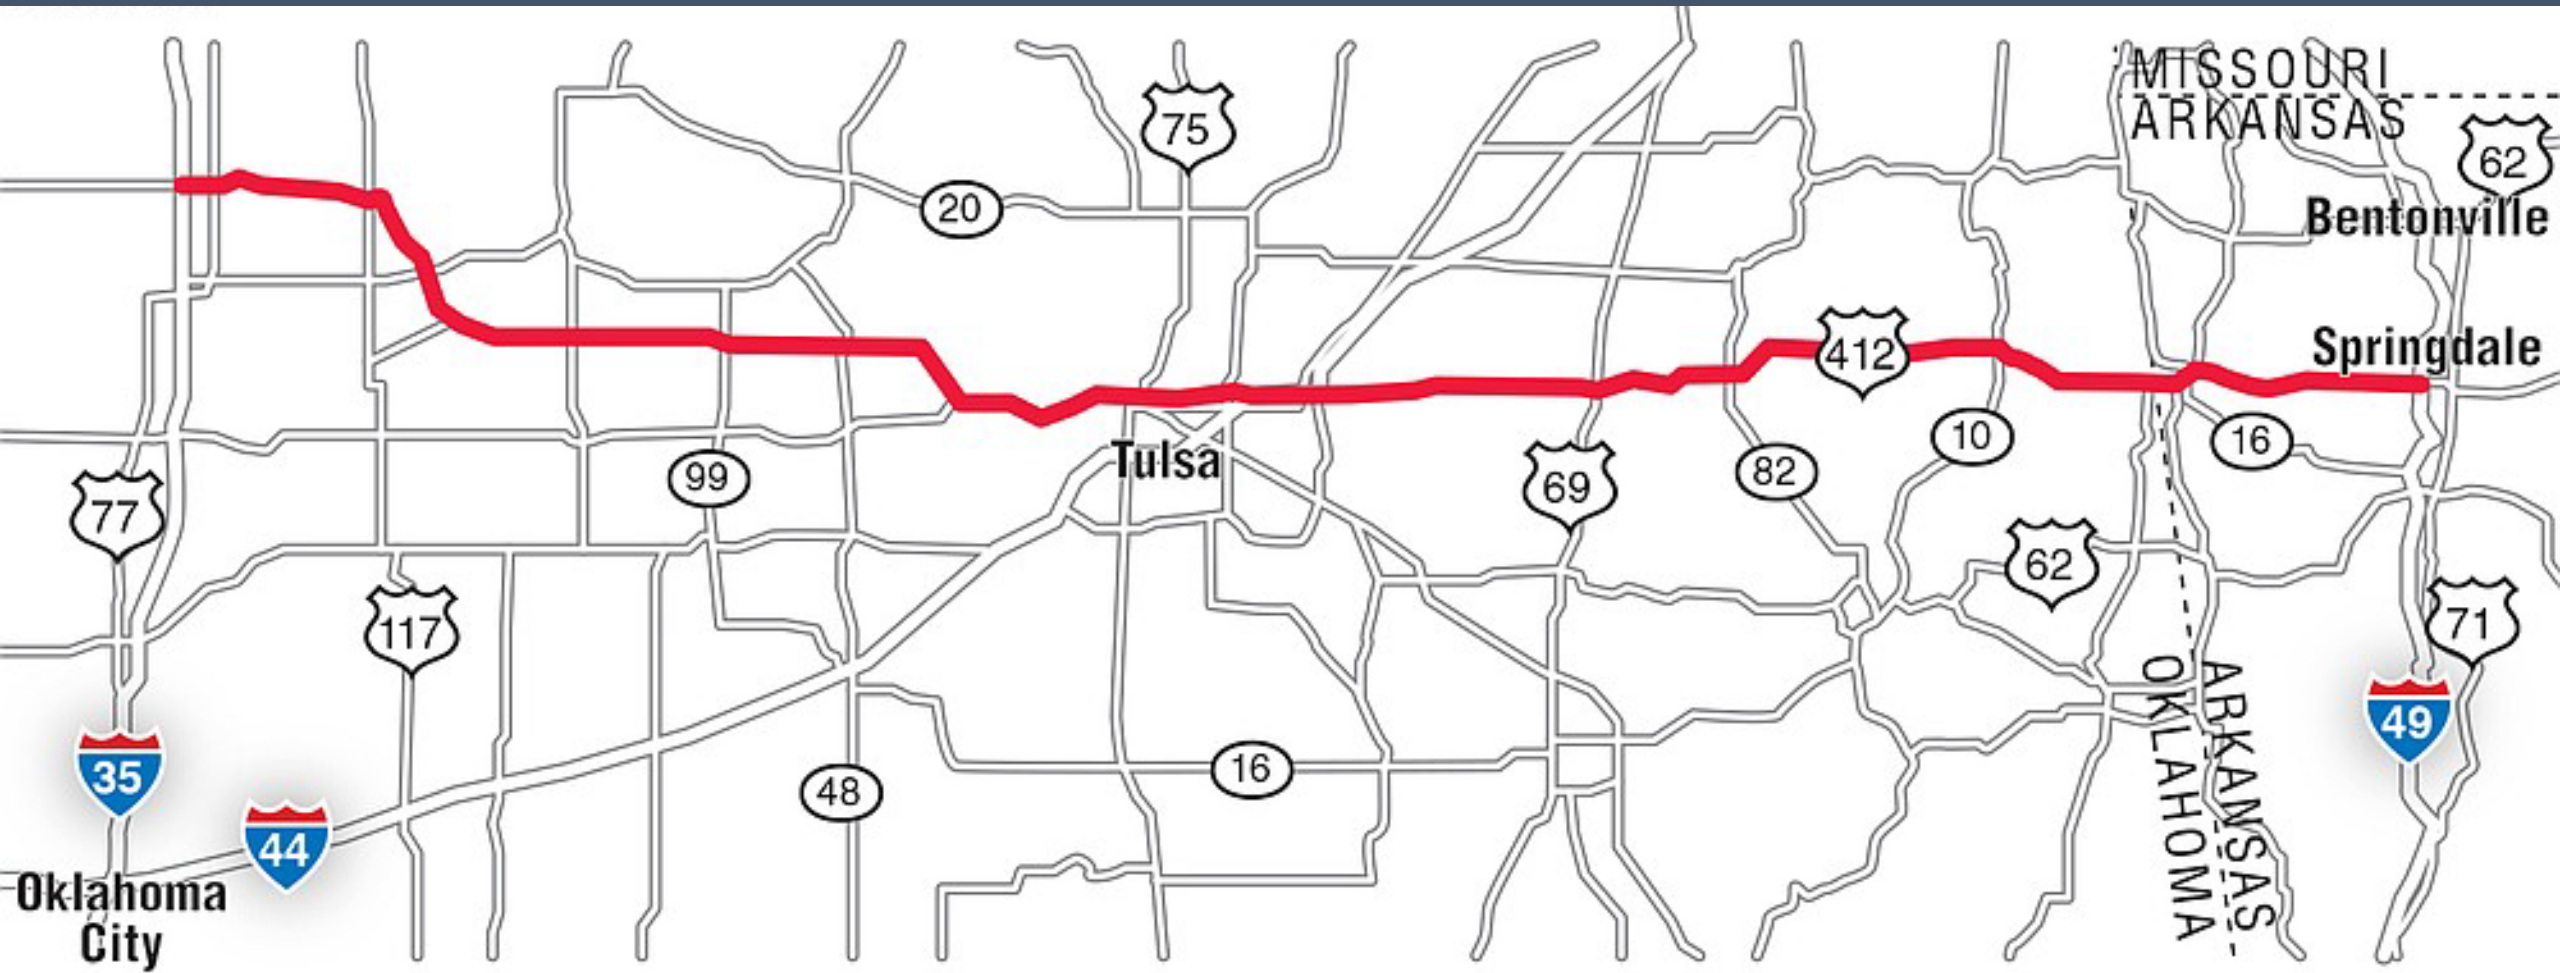 MISSOURI
ARKANSAS
75
62
20
Bentonville
412
Springdale
Tulsa
99
69
82
10
16
77
62
117
71
35
49
ARKANSAS
OKLAHOMA
16
48
44
Oklahoma
City